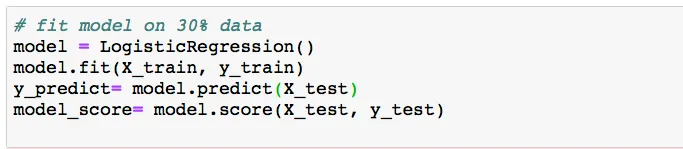 # fit model on 30% data
model = LogisticRegression()
model.fit(X_train, y_train)
y_predict= model.predict(X_test)
model_score= model.score(X_test, y_test)